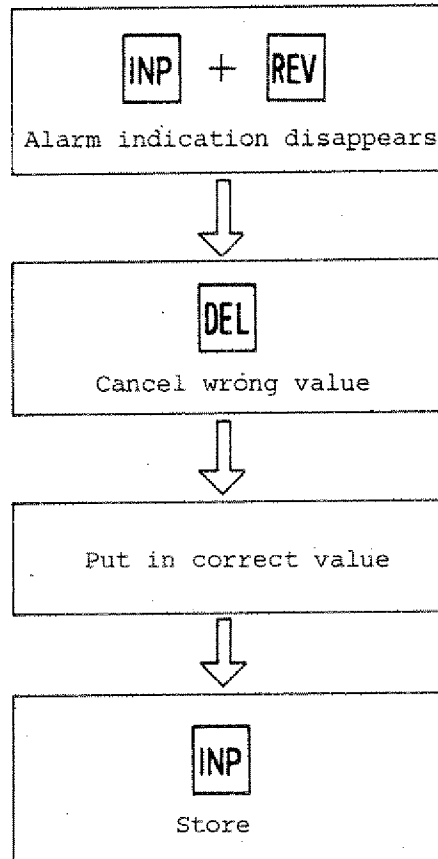 INP + REV
Alarm indication disappears
DEL
Cancel wrong value
Put in correct value
INP
Store